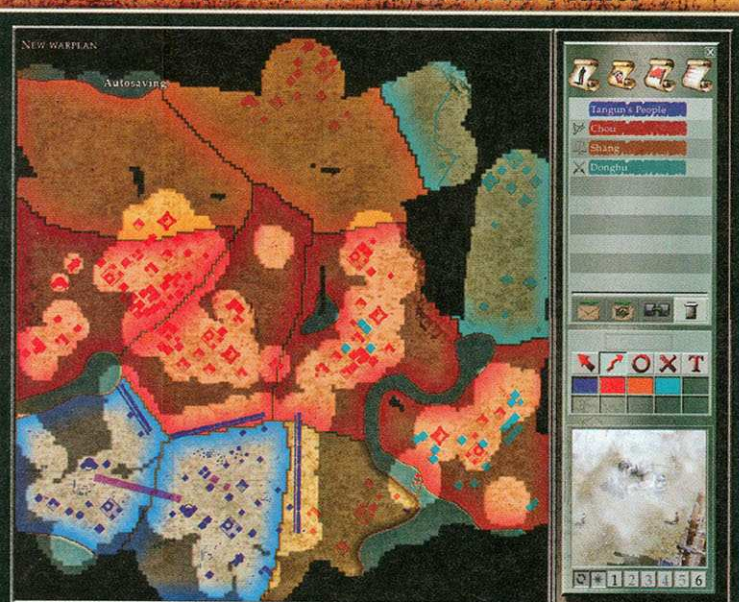 NEW WARPLAN
Autosaving
Tangun's People
Chou
Shang
Donghu
T
1 2 3 4 5 6